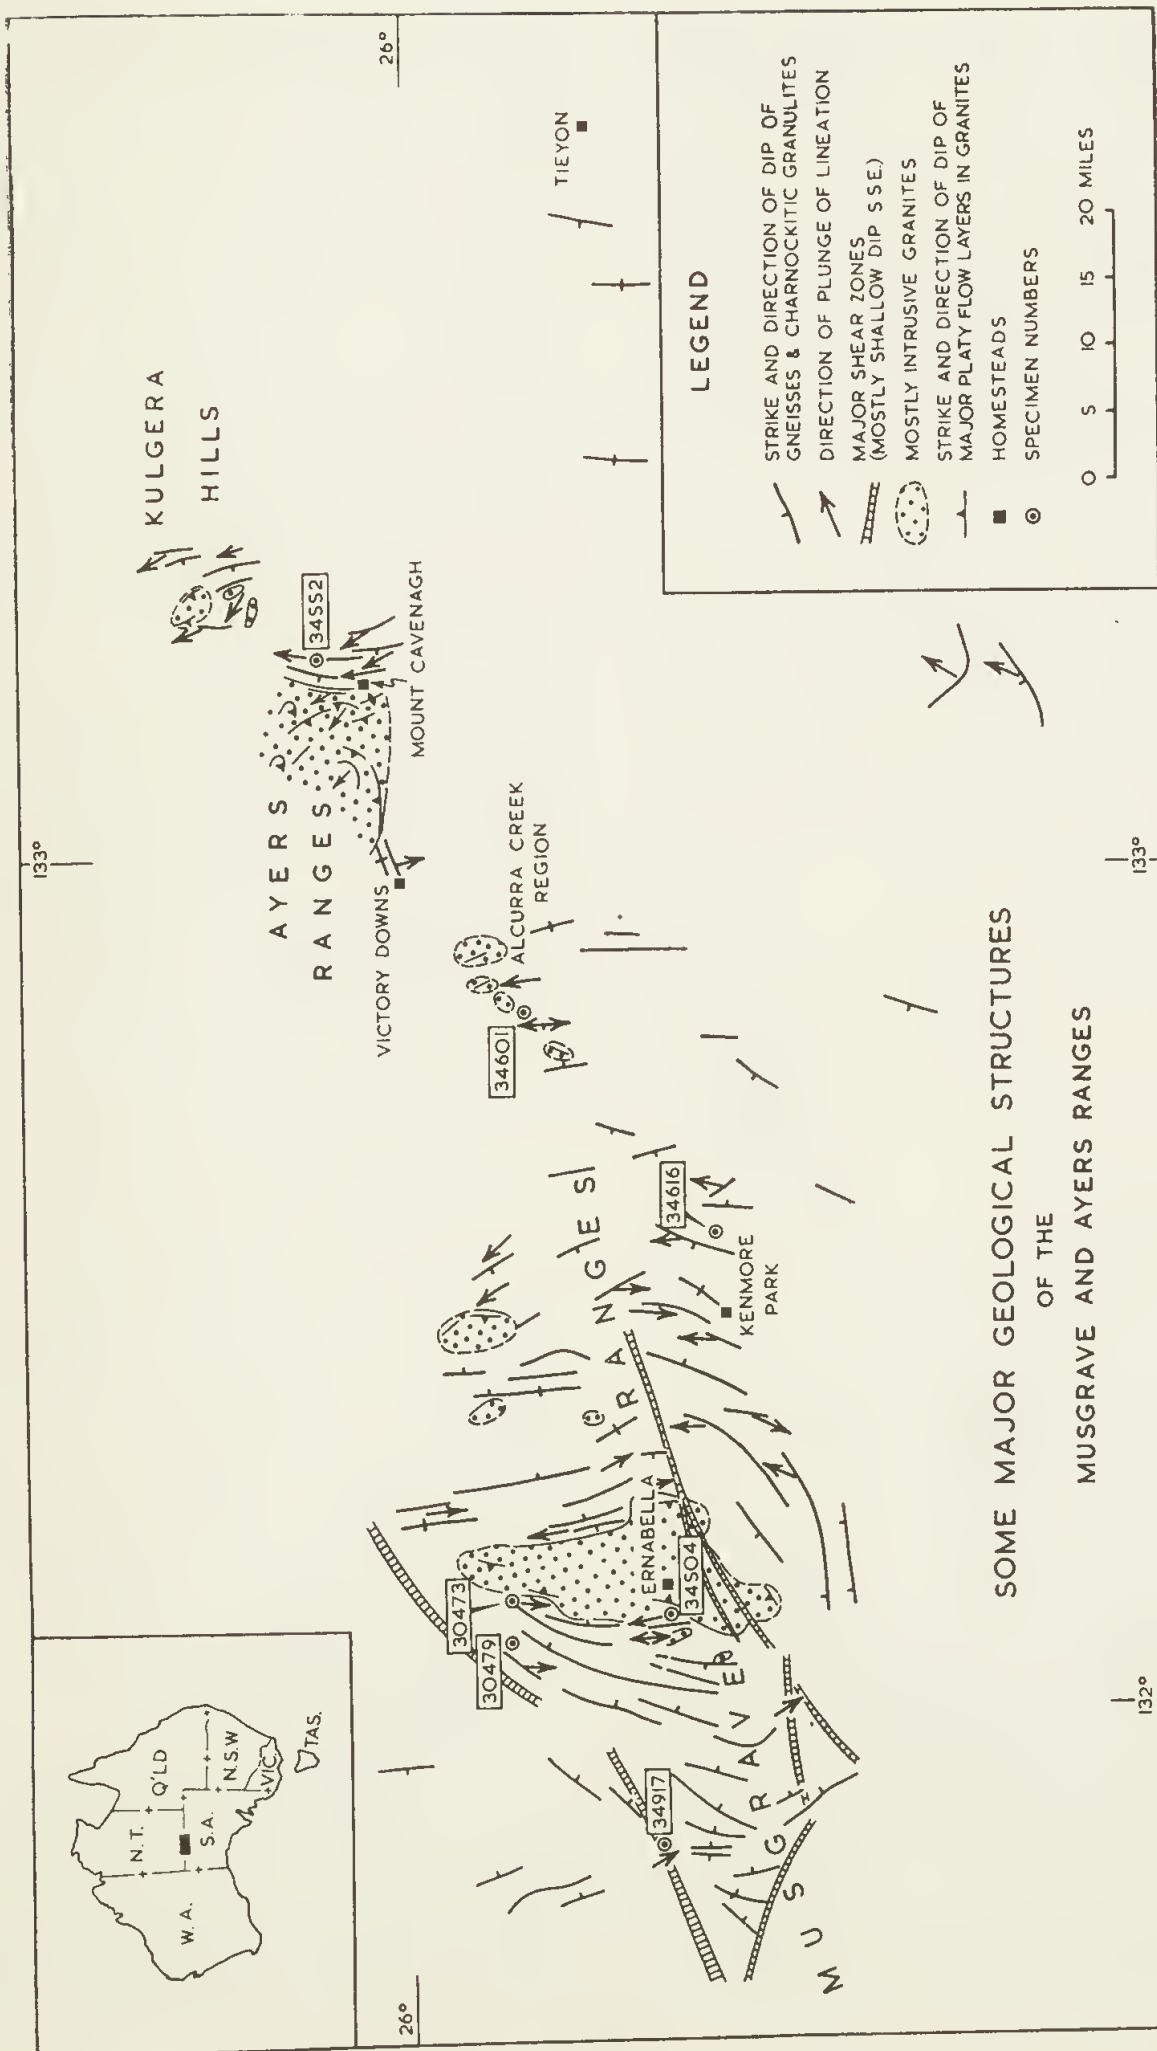 W. A.
N. T.
Q'LD
S.A.
N.S.W
VIC.
TAS.
133°
26°
26°
132°
133°
KULGERA
HILLS
34552
MOUNT CAVENAGH
AYERS
RANGES
VICTORY DOWNS
ALCURRA CREEK
REGION
34601
TIEYON
30473
30479
ERNABELLA
34504
34917
34616
KENMORE
PARK
MUSGRAVE RANGES
LEGEND
STRIKE AND DIRECTION OF DIP OF
GNEISSES & CHARNOCKITIC GRANULITES
DIRECTION OF PLUNGE OF LINEATION
MAJOR SHEAR ZONES
(MOSTLY SHALLOW DIP S S E.)
MOSTLY INTRUSIVE GRANITES
STRIKE AND DIRECTION OF DIP OF
MAJOR PLATY FLOW LAYERS IN GRANITES
HOMESTEADS
SPECIMEN NUMBERS
0 5 10 15 20 MILES
SOME MAJOR GEOLOGICAL STRUCTURES
OF THE
MUSGRAVE AND AYERS RANGES